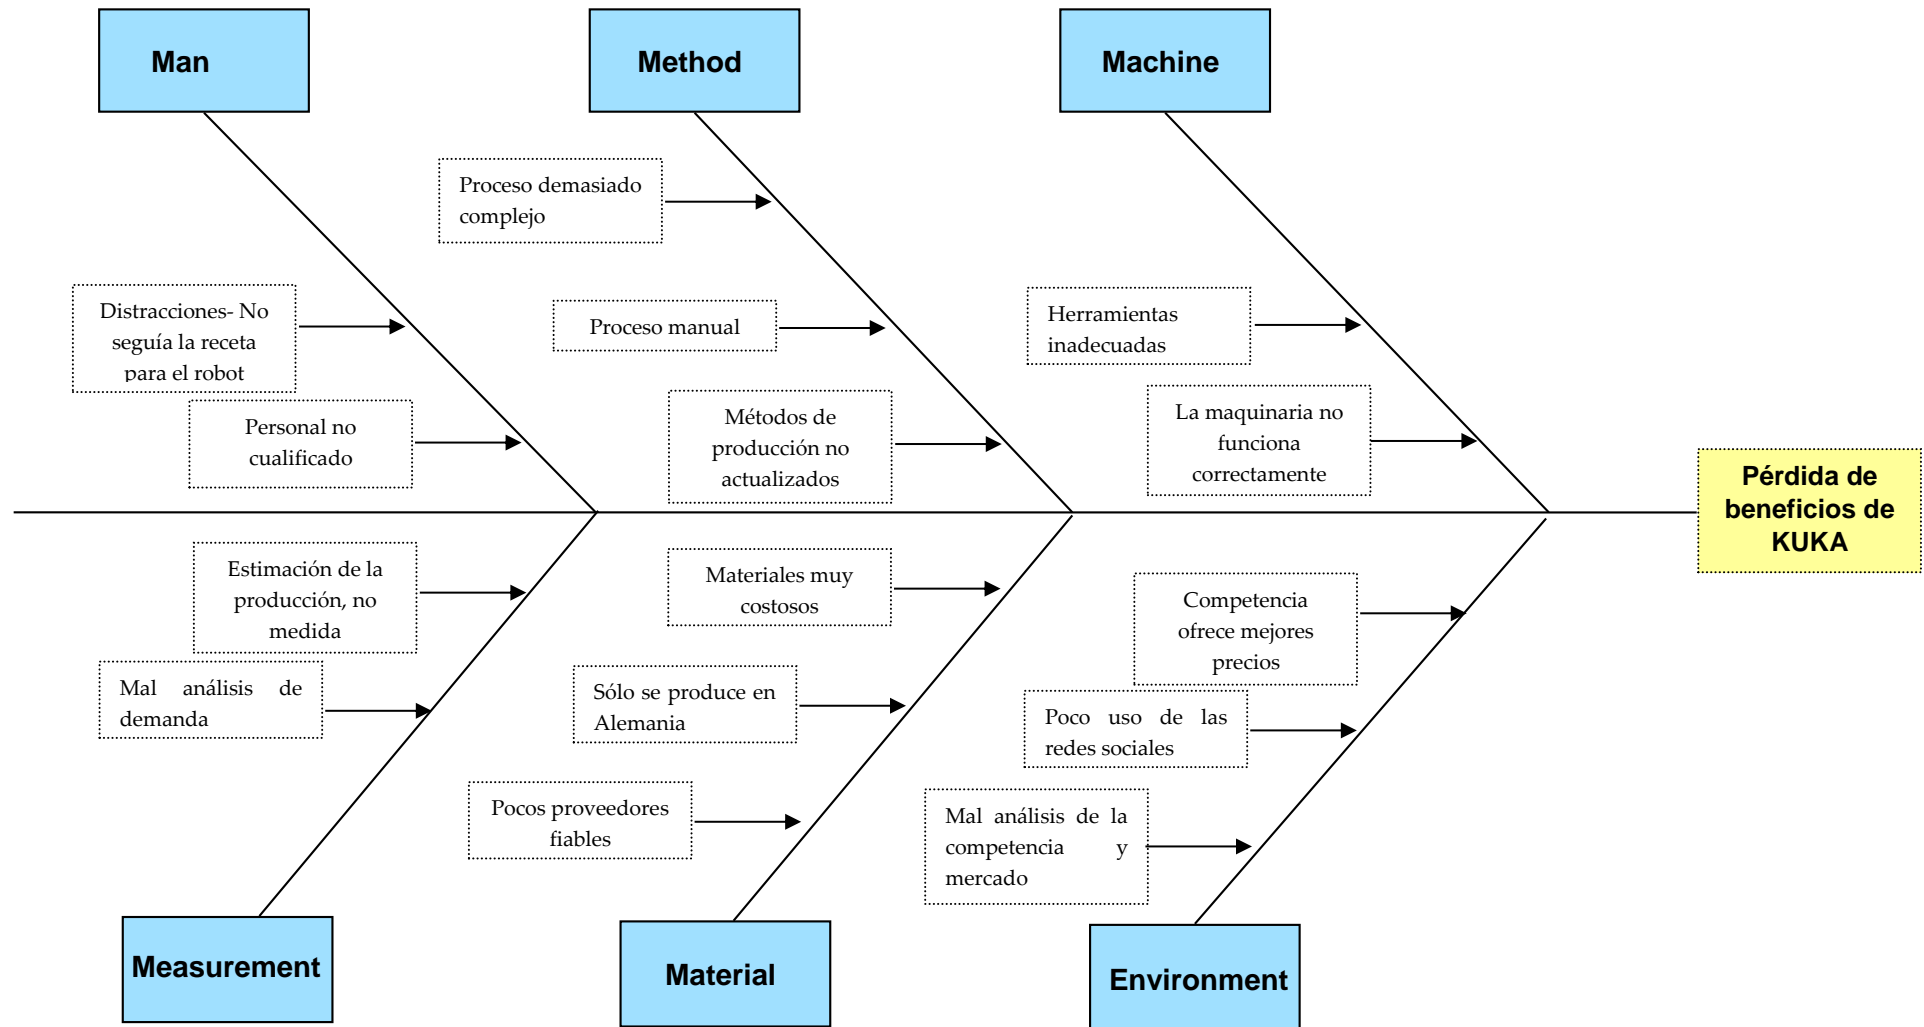 Man
Method
Machine
Proceso demasiado
complejo
Distracciones- No
seguía la receta
para el robot
Proceso manual
Herramientas
inadecuadas
Personal no
cualificado
Métodos de
producción no
actualizados
La maquinaria no
funciona
correctamente
Pérdida de
beneficios de
KUKA
Estimación de la
producción, no
medida
Materiales muy
costosos
Competencia
ofrece mejores
precios
Mal análisis de
demanda
Sólo se produce en
Alemania
Poco uso de las
redes sociales
Pocos proveedores
fiables
Mal análisis de la
competencia y
mercado
Measurement
Material
Environment